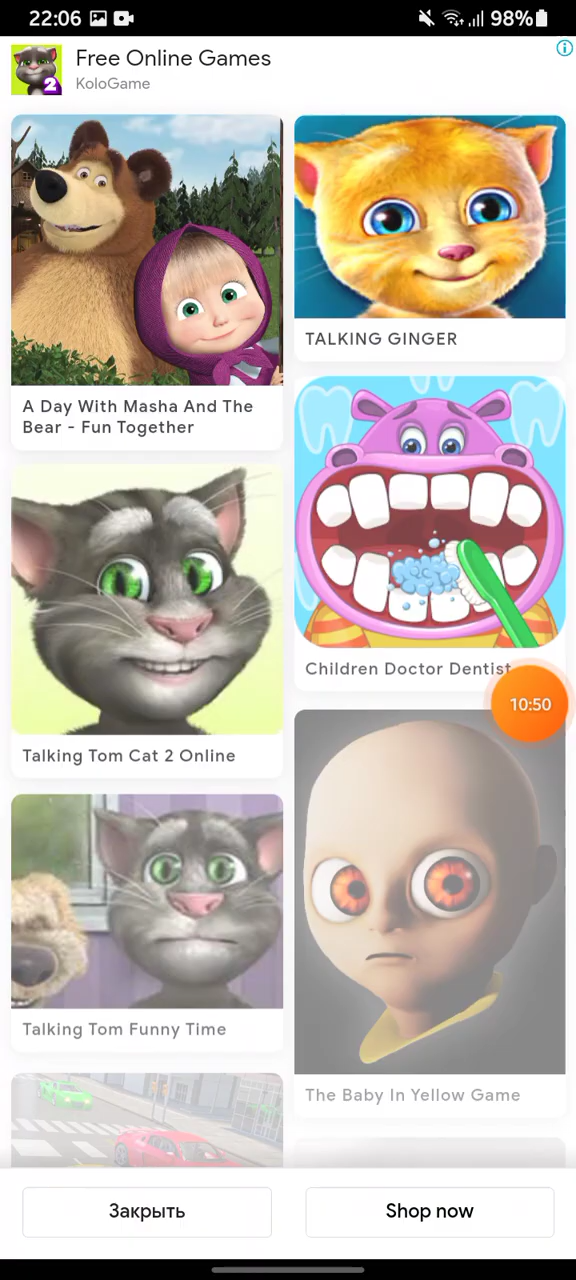 22:06
98%
Free Online Games
KoloGame
2
A Day With Masha And The
Bear - Fun Together
TALKING GINGER
Talking Tom Cat 2 Online
Children Doctor Dentist
10:50
Talking Tom Funny Time
The Baby In Yellow Game
Закрыть
Shop now